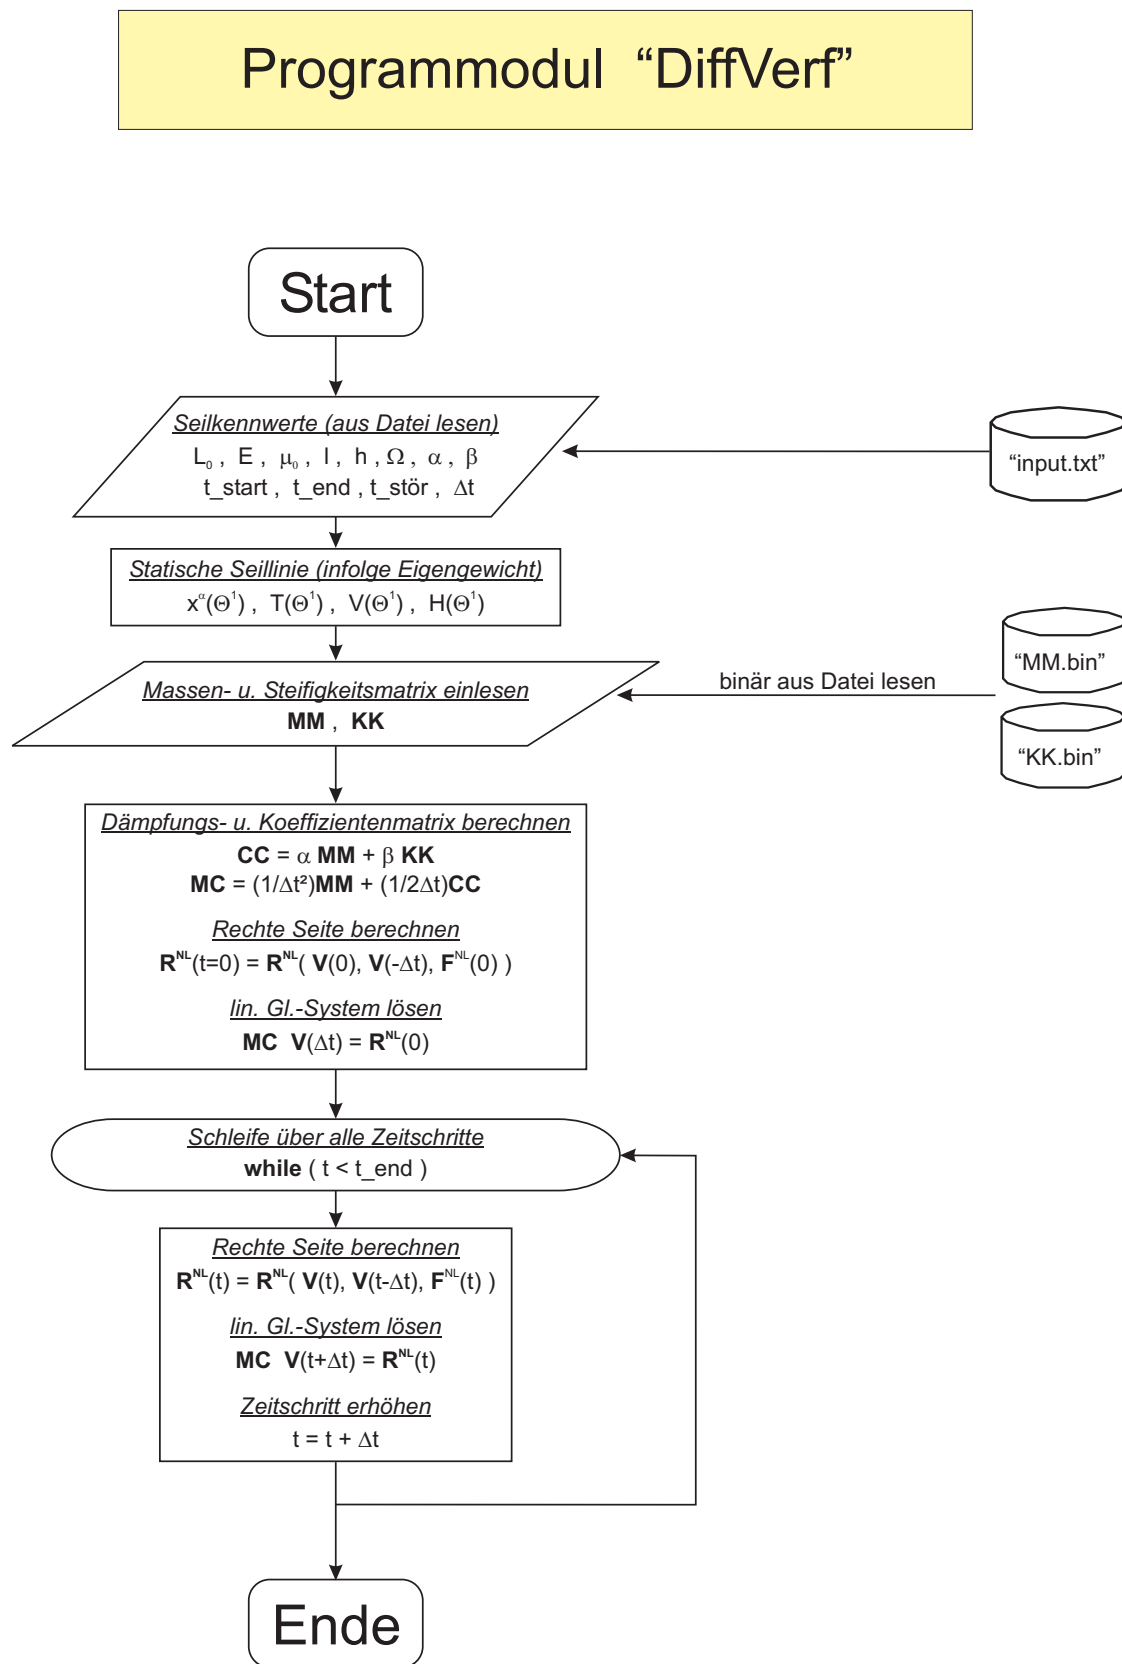 Programmodul “DiffVerf”
Start
Seilkennwerte (aus Datei lesen)
L₀ , E , μ₀ , l , h , Ω , α , β
t_start , t_end , t_stör , Δt
“input.txt”
Statische Seillinie (infolge Eigengewicht)
xᵅ(Θ¹) , T(Θ¹) , V(Θ¹) , H(Θ¹)
Massen- u. Steifigkeitsmatrix einlesen
MM , KK
binär aus Datei lesen
“MM.bin”
“KK.bin”
Dämpfungs- u. Koeffizientenmatrix berechnen
CC = α MM + β KK
MC = (1/Δt²)MM + (1/2Δt)CC
Rechte Seite berechnen
R^NL(t=0) = R^NL( V(0), V(-Δt), F^NL(0) )
lin. Gl.-System lösen
MC V(Δt) = R^NL(0)
Schleife über alle Zeitschritte
while ( t < t_end )
Rechte Seite berechnen
R^NL(t) = R^NL( V(t), V(t-Δt), F^NL(t) )
lin. Gl.-System lösen
MC V(t+Δt) = R^NL(t)
Zeitschritt erhöhen
t = t + Δt
Ende